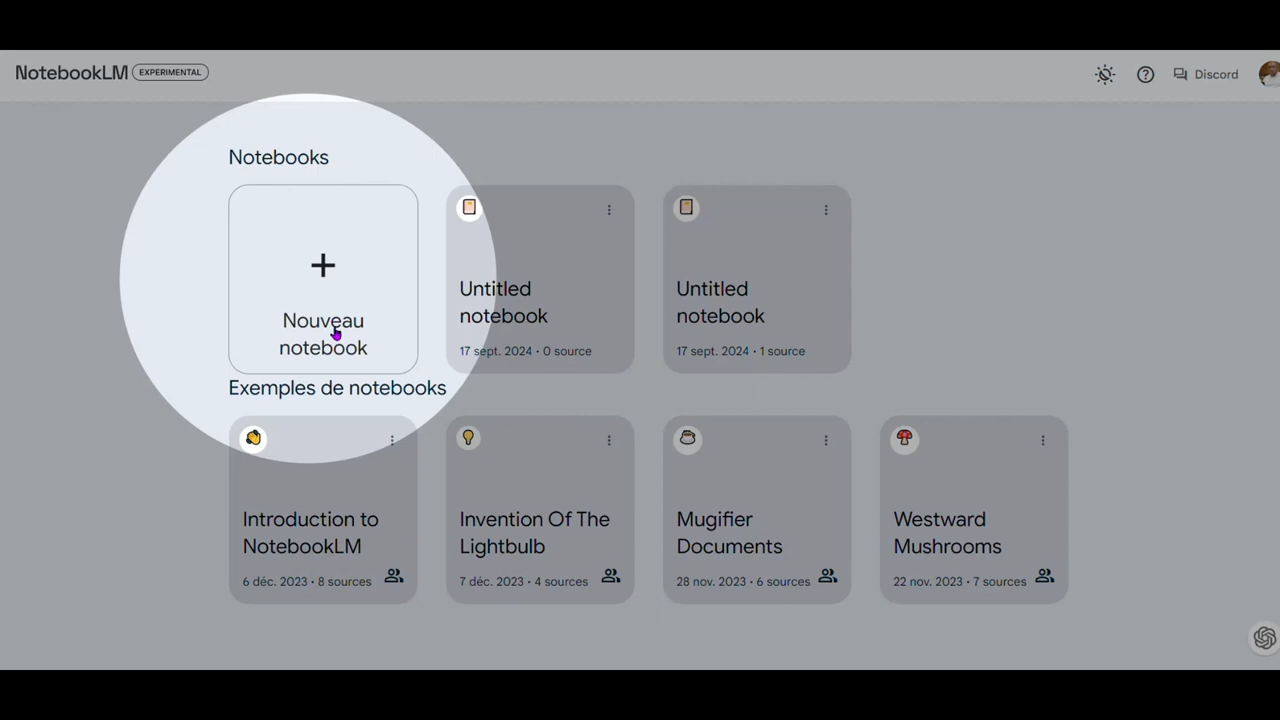 NotebookLM EXPERIMENTAL
Discord
Notebooks
Nouveau
notebook
Untitled
notebook
17 sept. 2024 • 0 source
Untitled
notebook
17 sept. 2024 • 1 source
Exemples de notebooks
Introduction to
NotebookLM
6 déc. 2023 • 8 sources
Invention Of The
Lightbulb
7 déc. 2023 • 4 sources
Mugifier
Documents
28 nov. 2023 • 6 sources
Westward
Mushrooms
22 nov. 2023 • 7 sources